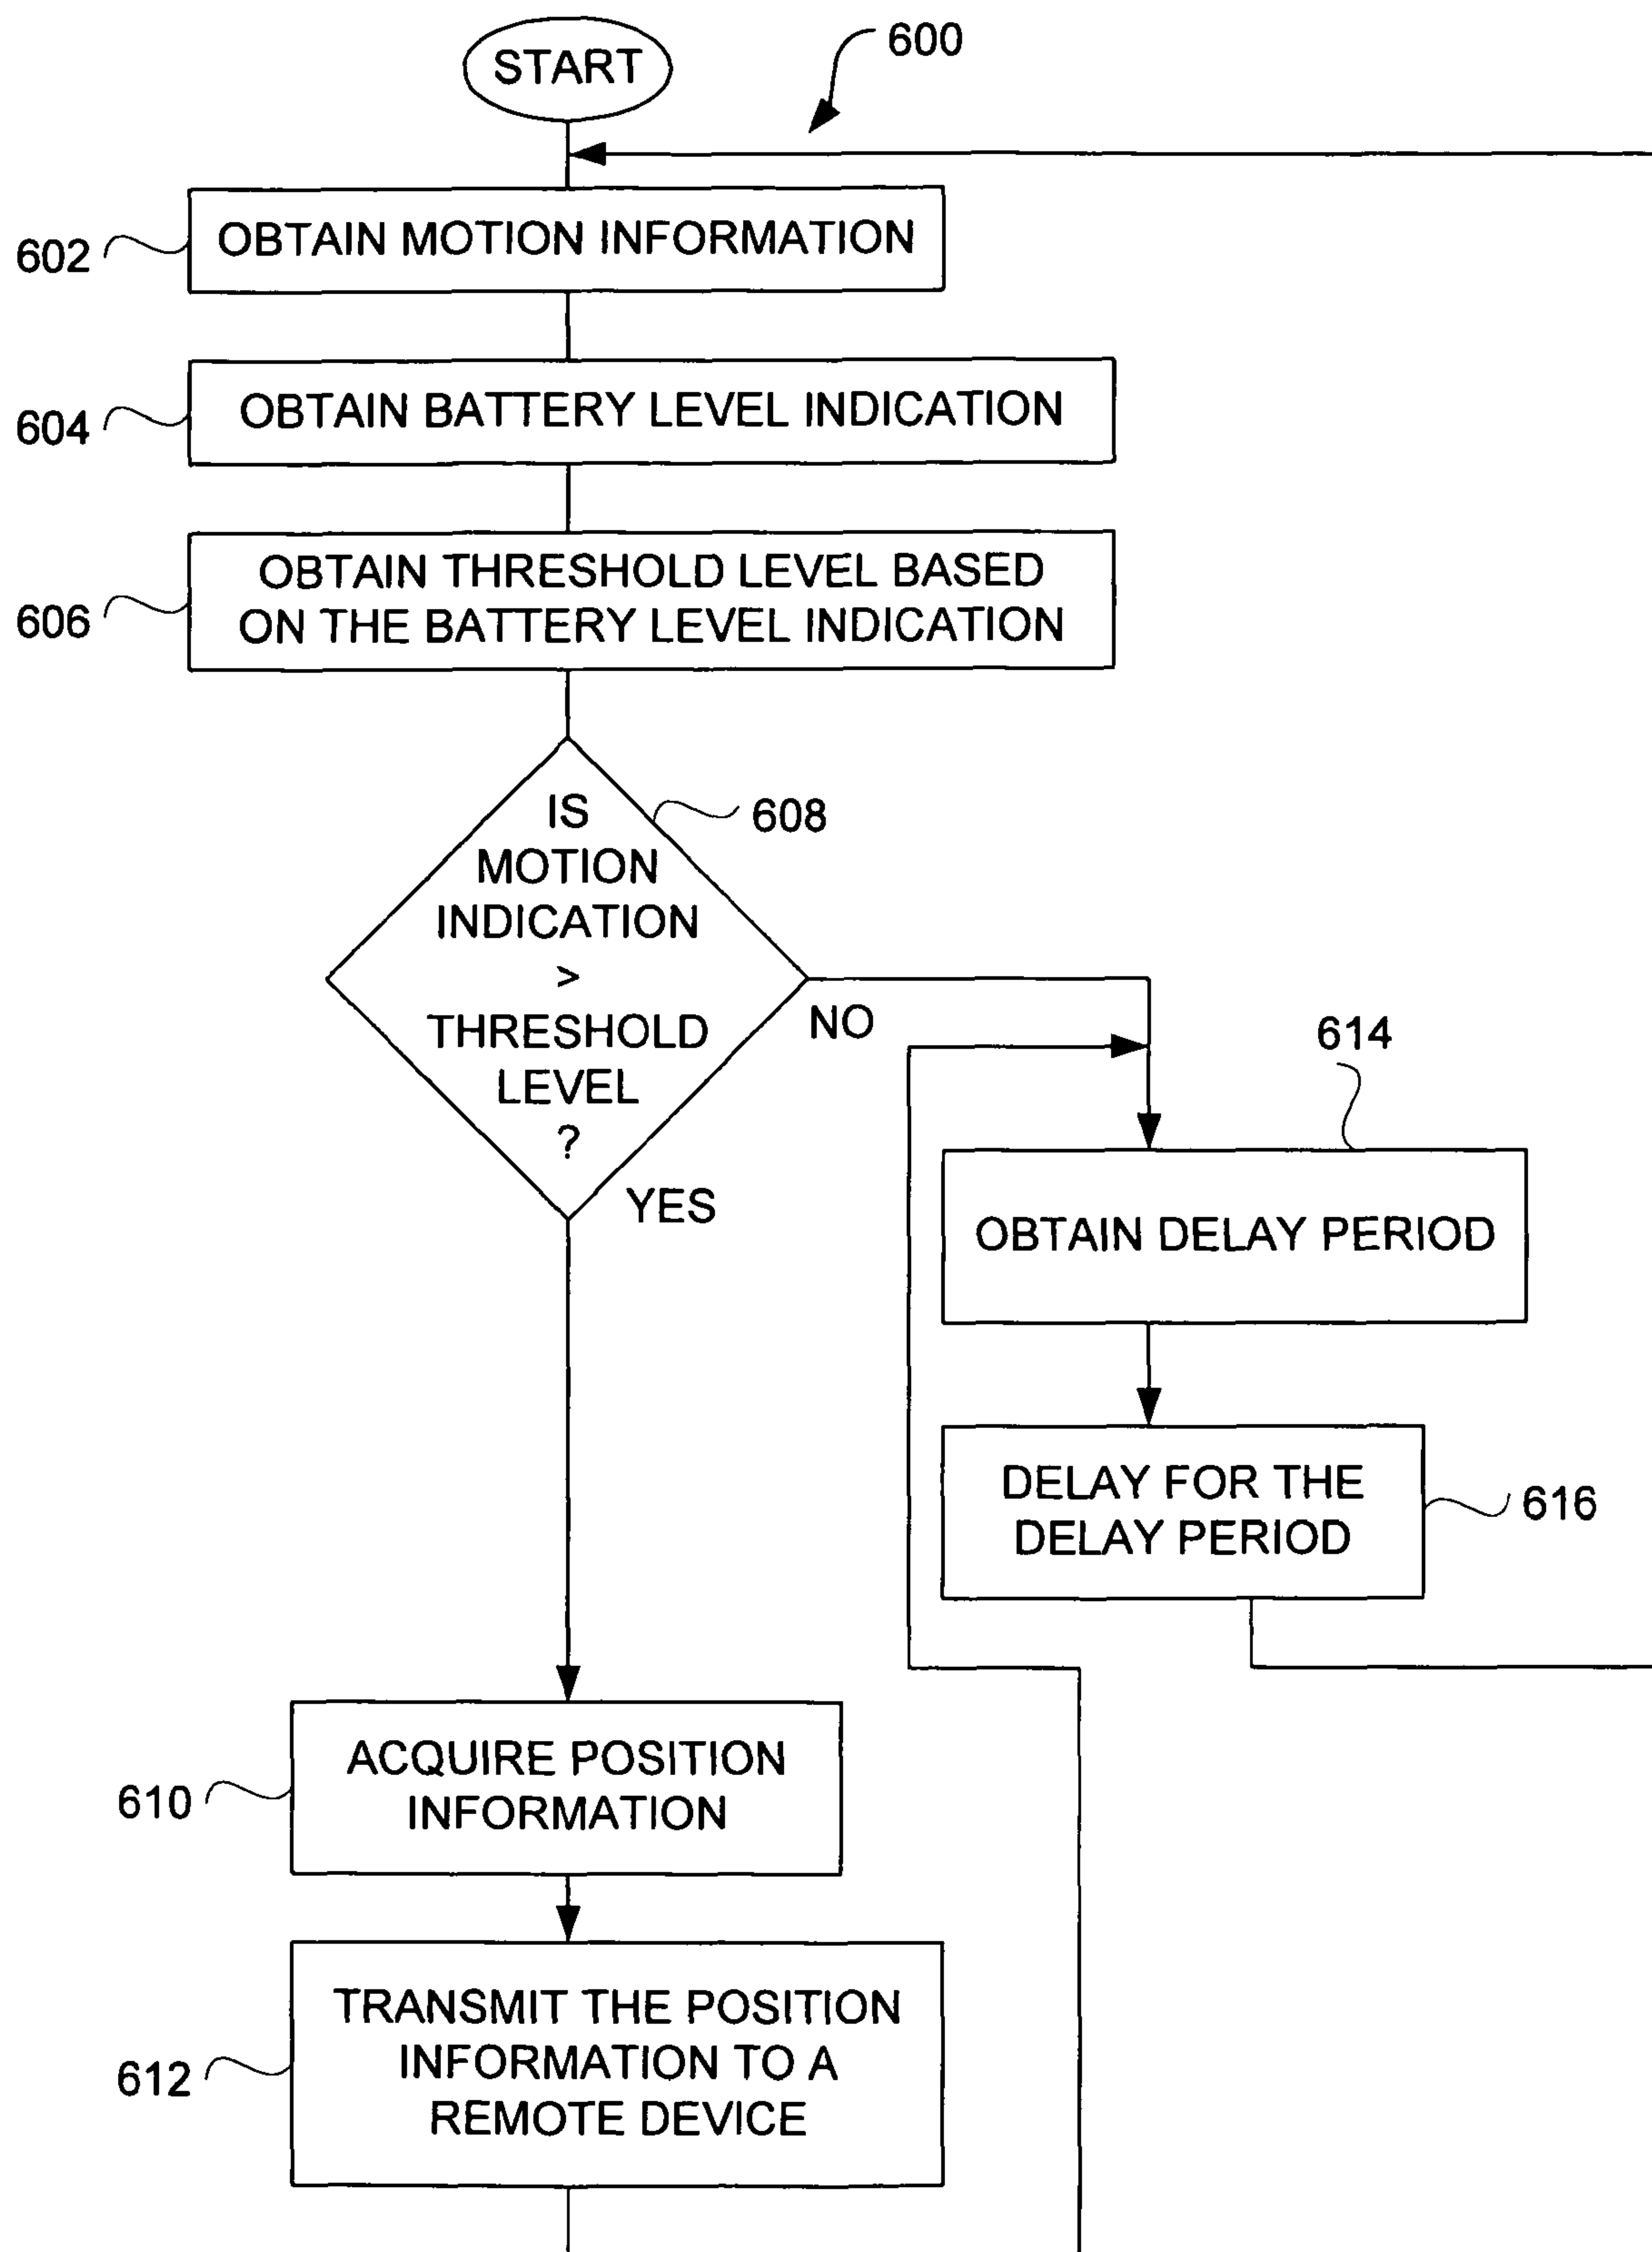 START
600
602
OBTAIN MOTION INFORMATION
604
OBTAIN BATTERY LEVEL INDICATION
606
OBTAIN THRESHOLD LEVEL BASED
ON THE BATTERY LEVEL INDICATION
608
IS
MOTION
INDICATION
>
THRESHOLD
LEVEL
?
NO
YES
614
OBTAIN DELAY PERIOD
DELAY FOR THE
DELAY PERIOD
616
610
ACQUIRE POSITION
INFORMATION
612
TRANSMIT THE POSITION
INFORMATION TO A
REMOTE DEVICE